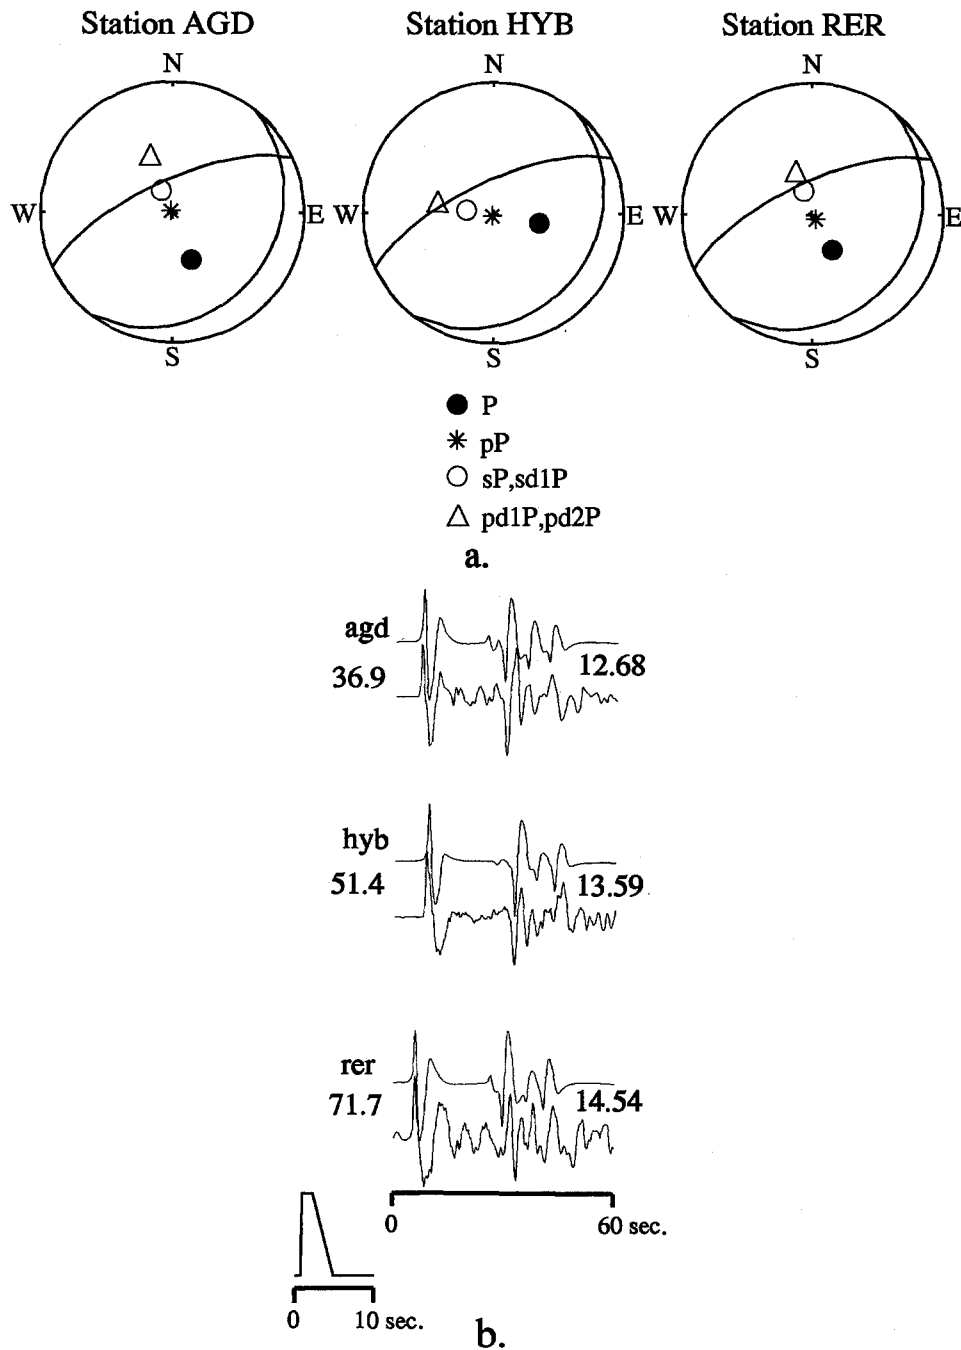 Station AGD Station HYB Station RER
N N N
W E W E W E
S S S
P
pP
sP,sd1P
pd1P,pd2P
a.
agd
36.9 12.68
hyb
51.4 13.59
rer
71.7 14.54
0 60 sec.
0 10 sec.
b.